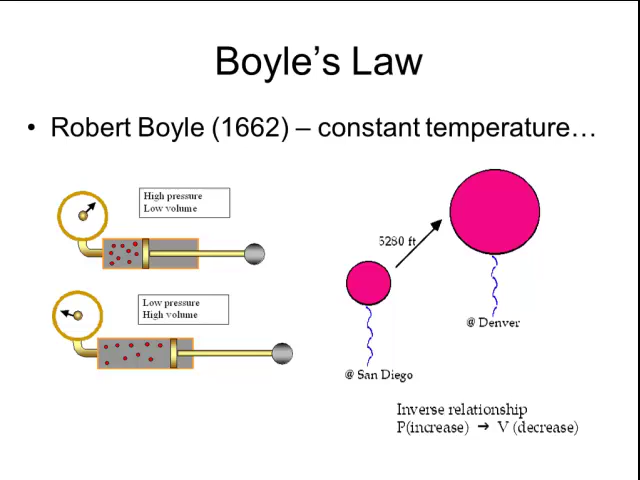 Boyle's Law
• Robert Boyle (1662) – constant temperature…
High pressure
Low volume
5280 ft
@ Denver
Low pressure
High volume
@ San Diego
Inverse relationship
P(increase) → V (decrease)